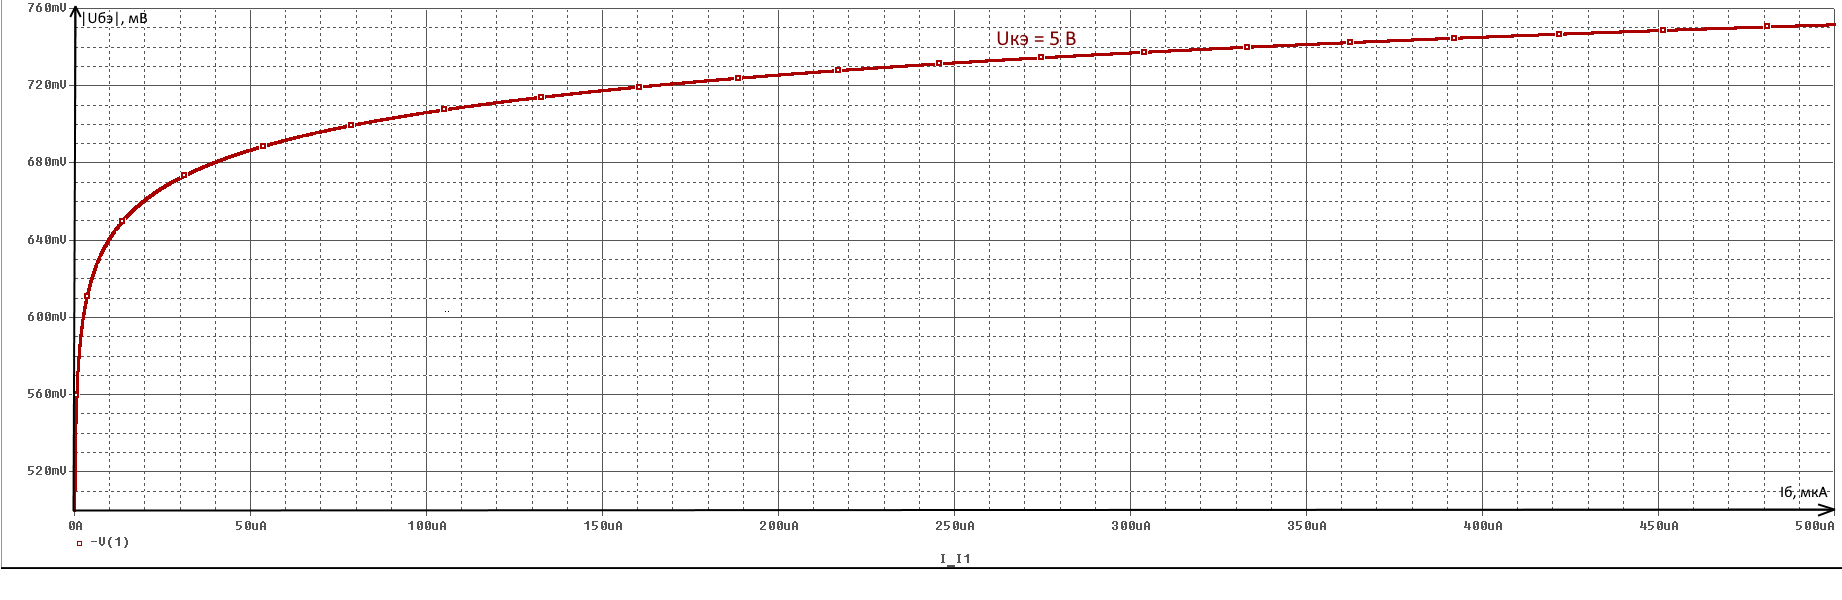 760mV
|Uбэ|, мВ
Uкэ = 5 В
720mV
680mV
640mV
600mV
560mV
520mV
Iб, мкА
0A 50uA 100uA 150uA 200uA 250uA 300uA 350uA 400uA 450uA 500uA
-V(1)
I_I1